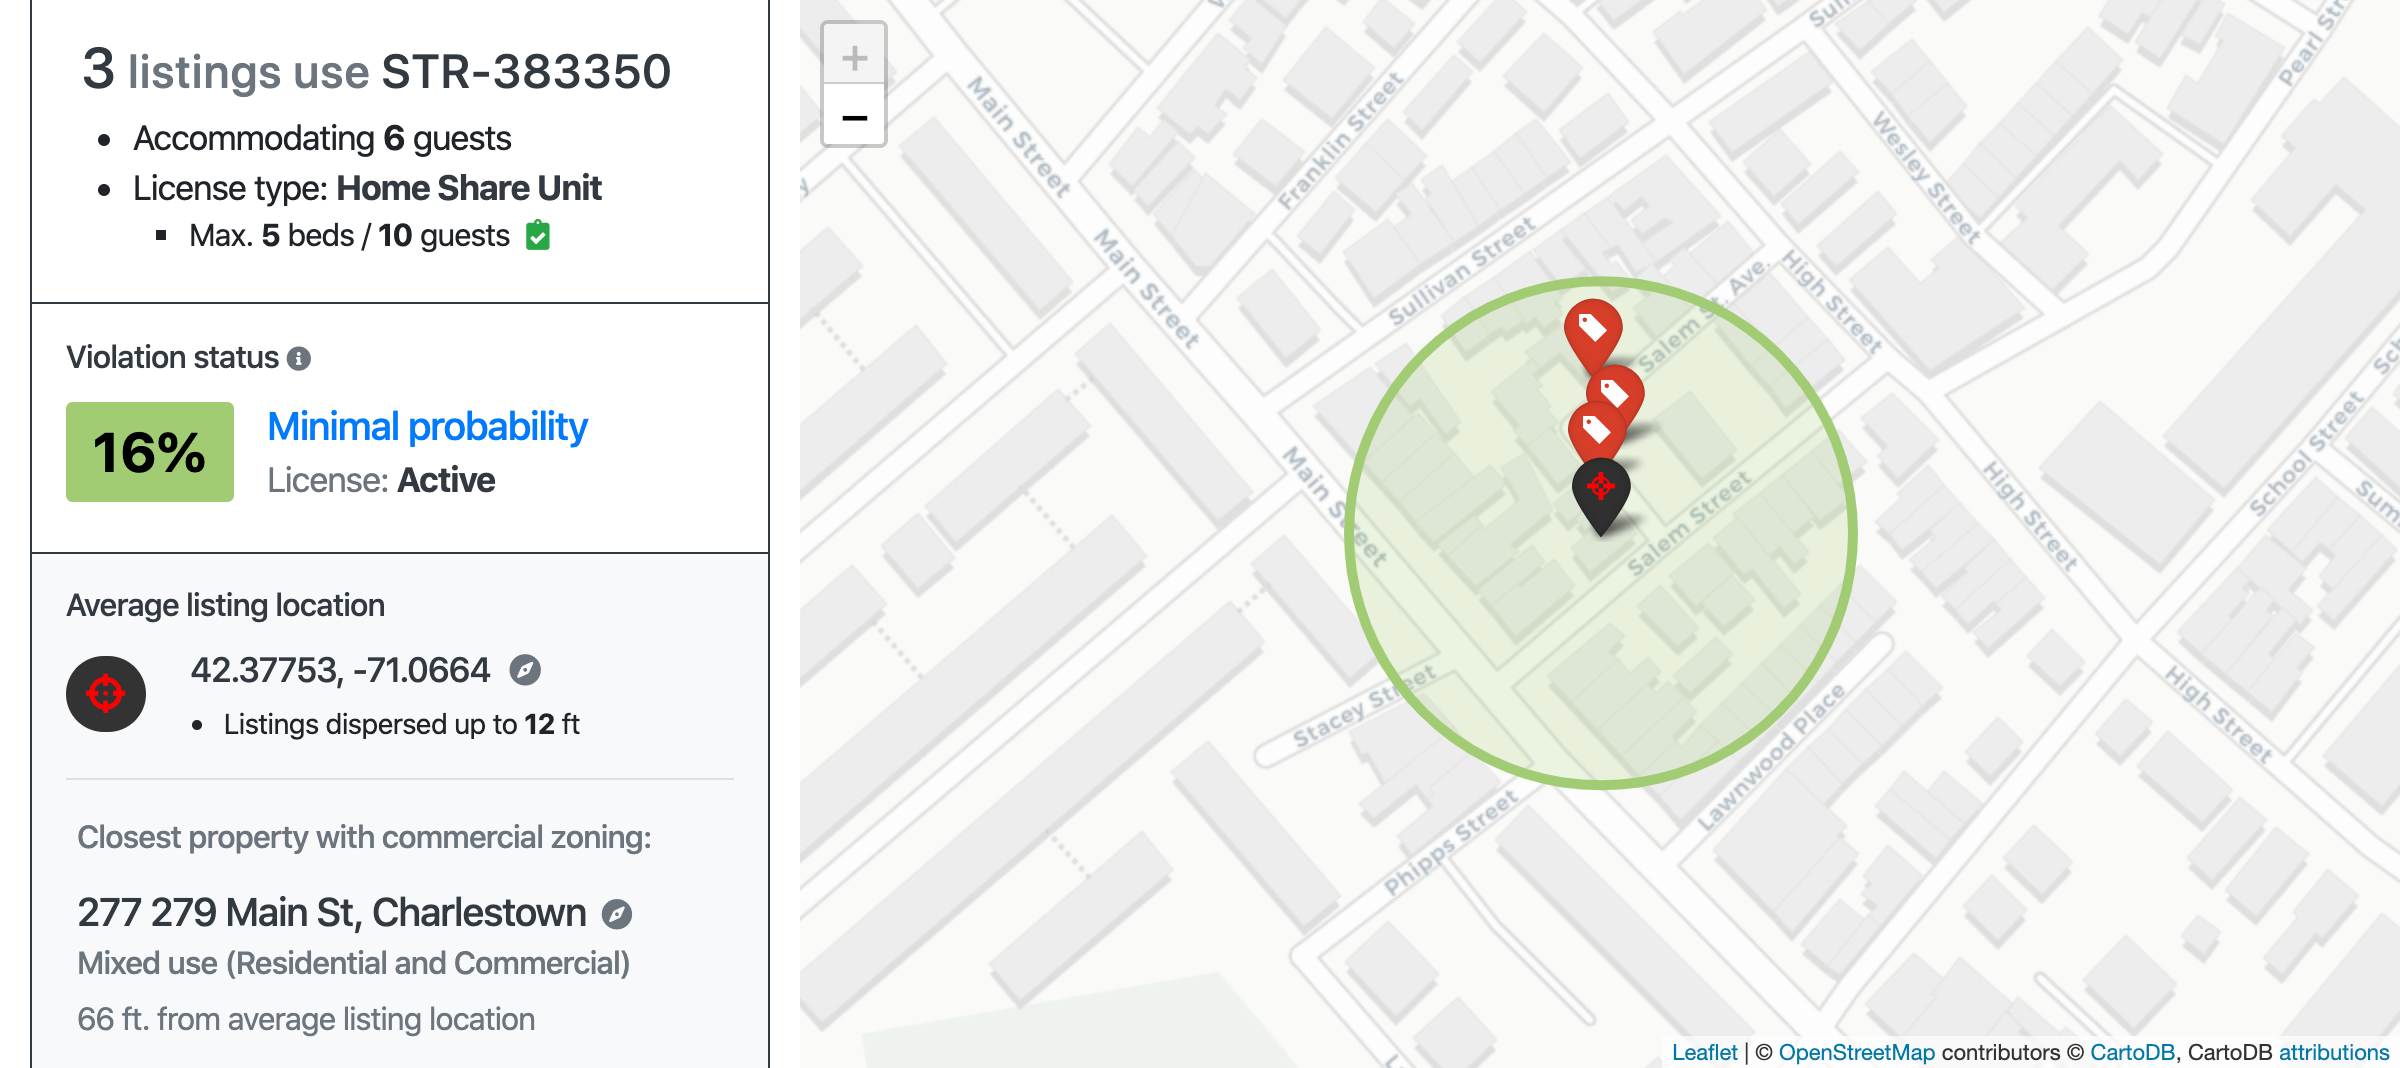 3 listings use STR-383350
Accommodating 6 guests
License type: Home Share Unit
Max. 5 beds / 10 guests
Violation status
16%
Minimal probability
License: Active
Average listing location
42.37753, -71.0664
Listings dispersed up to 12 ft
Closest property with commercial zoning:
277 279 Main St, Charlestown
Mixed use (Residential and Commercial)
66 ft. from average listing location
+
−
Main Street
Franklin Street
Wesley Street
Pearl
Main Street
Sullivan Street
High Street
Salem St. Ave.
Main Street
Salem Street
High Street
School Street
Stacey Street
Lawnwood Place
High Street
Phipps Street
Leaflet | © OpenStreetMap contributors © CartoDB, CartoDB attributions